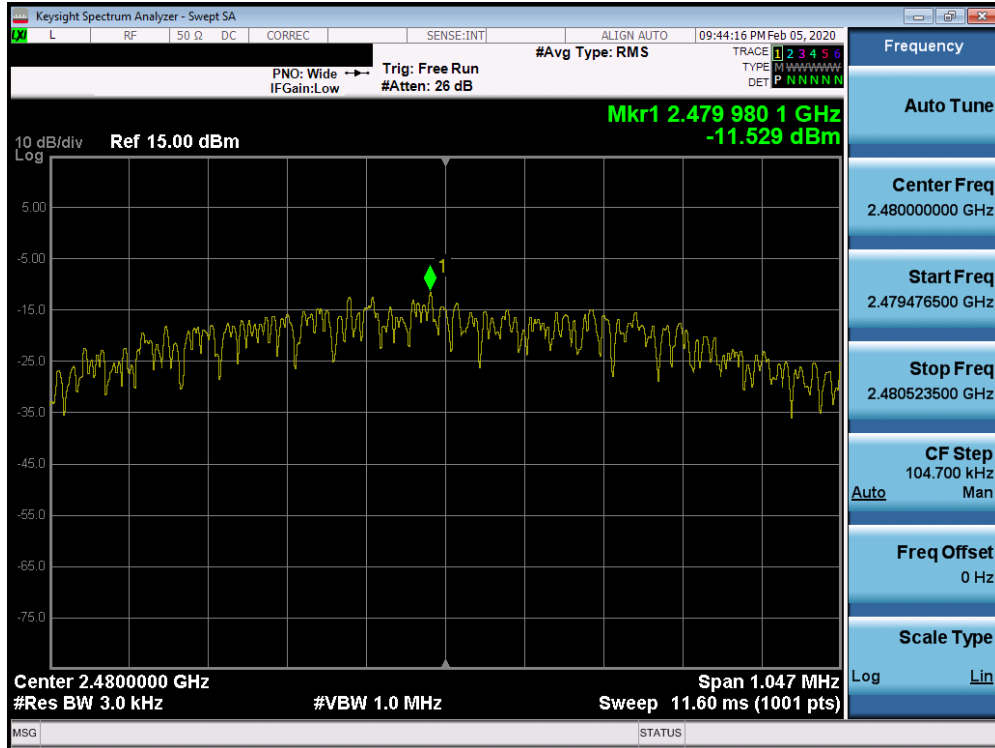 Keysight Spectrum Analyzer - Swept SA
LXI L RF 50 Ω DC CORREC SENSE:INT ALIGN AUTO 09:44:16 PM Feb 05, 2020
Frequency
#Avg Type: RMS
TRACE 1 2 3 4 5 6
PNO: Wide Trig: Free Run
TYPE M WWWWW
IFGain:Low #Atten: 26 dB
DET P N N N N N
Auto Tune
Mkr1 2.479 980 1 GHz
-11.529 dBm
10 dB/div Ref 15.00 dBm
Log
Center Freq
2.480000000 GHz
5.00
-5.00
1
Start Freq
2.479476500 GHz
-15.0
-25.0
Stop Freq
2.480523500 GHz
-35.0
-45.0
CF Step
104.700 kHz
Auto Man
-55.0
Freq Offset
0 Hz
-65.0
-75.0
Scale Type
Log Lin
Center 2.4800000 GHz Span 1.047 MHz
#Res BW 3.0 kHz #VBW 1.0 MHz Sweep 11.60 ms (1001 pts)
MSG STATUS